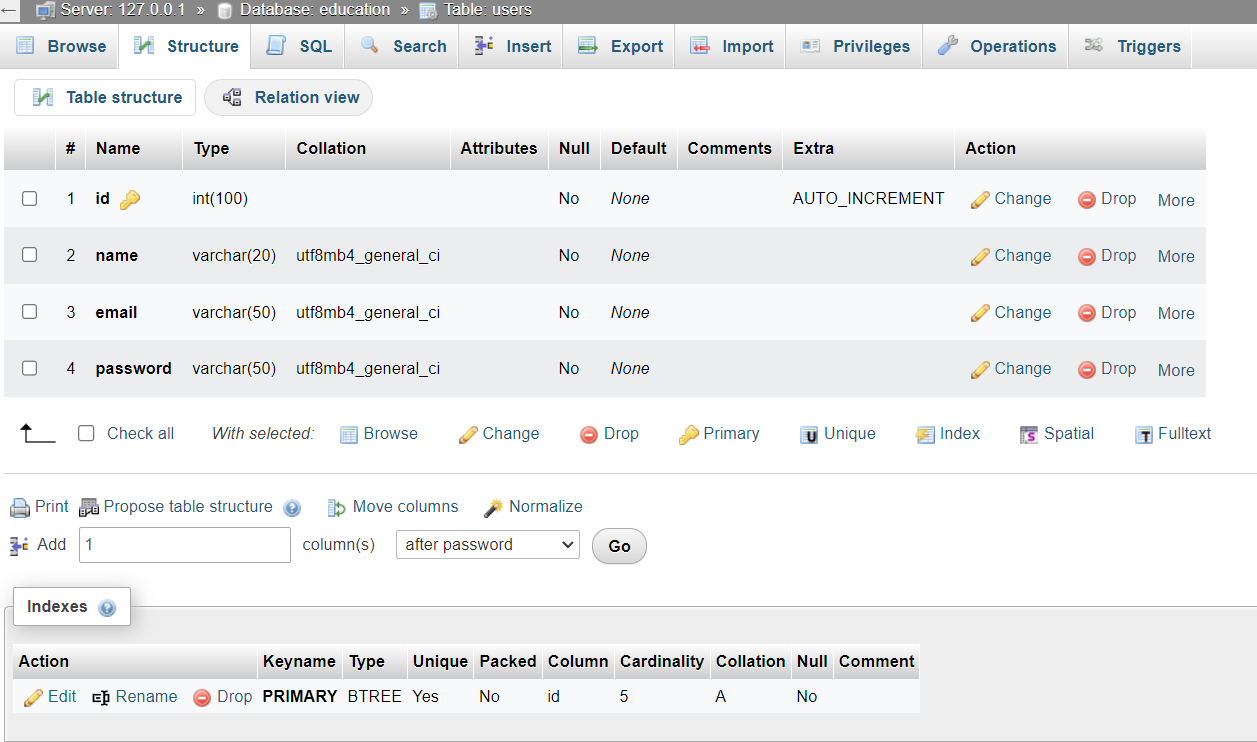 Server: 127.0.0.1 » Database: education » Table: users
Browse Structure SQL Search Insert Export Import Privileges Operations Triggers
Table structure Relation view
# Name Type Collation Attributes Null Default Comments Extra Action
1 id int(100) No None AUTO_INCREMENT Change Drop More
2 name varchar(20) utf8mb4_general_ci No None Change Drop More
3 email varchar(50) utf8mb4_general_ci No None Change Drop More
4 password varchar(50) utf8mb4_general_ci No None Change Drop More
Check all With selected: Browse Change Drop Primary Unique Index Spatial Fulltext
Print Propose table structure Move columns Normalize
Add 1 column(s) after password Go
Indexes
Action Keyname Type Unique Packed Column Cardinality Collation Null Comment
Edit Rename Drop PRIMARY BTREE Yes No id 5 A No